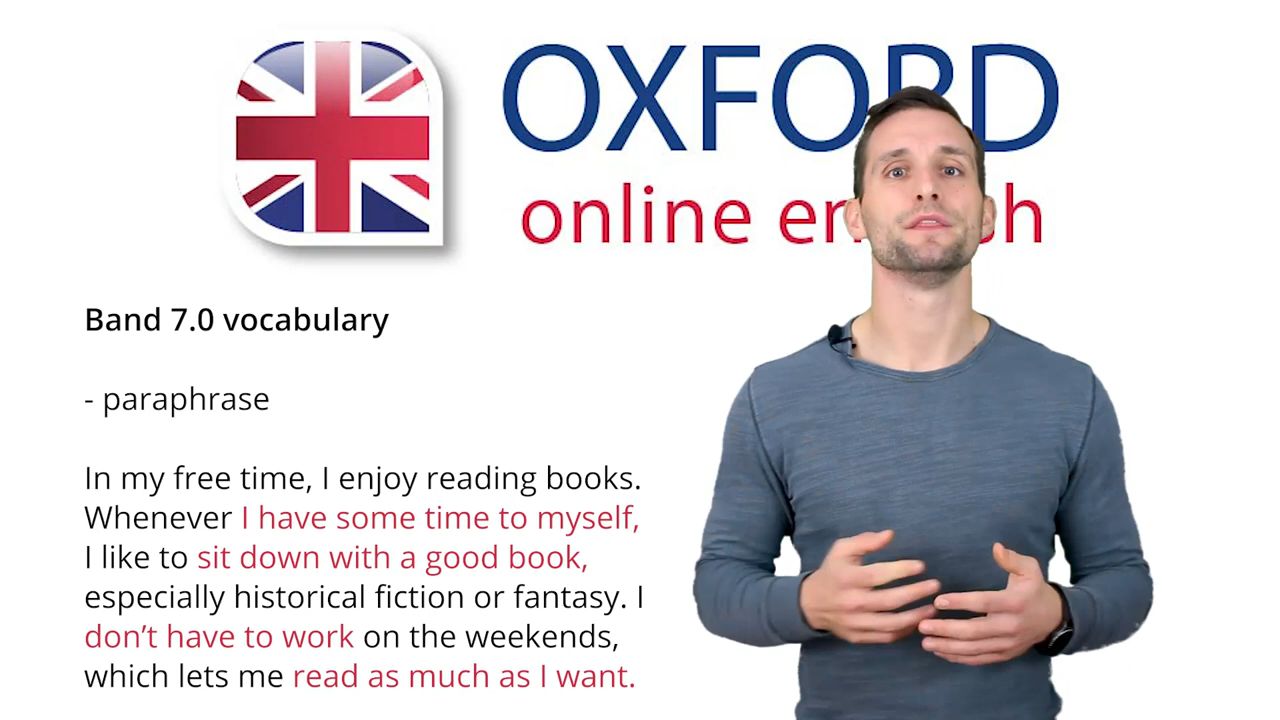 OXFORD
online english
Band 7.0 vocabulary
- paraphrase
In my free time, I enjoy reading books.
Whenever I have some time to myself,
I like to sit down with a good book,
especially historical fiction or fantasy. I
don’t have to work on the weekends,
which lets me read as much as I want.